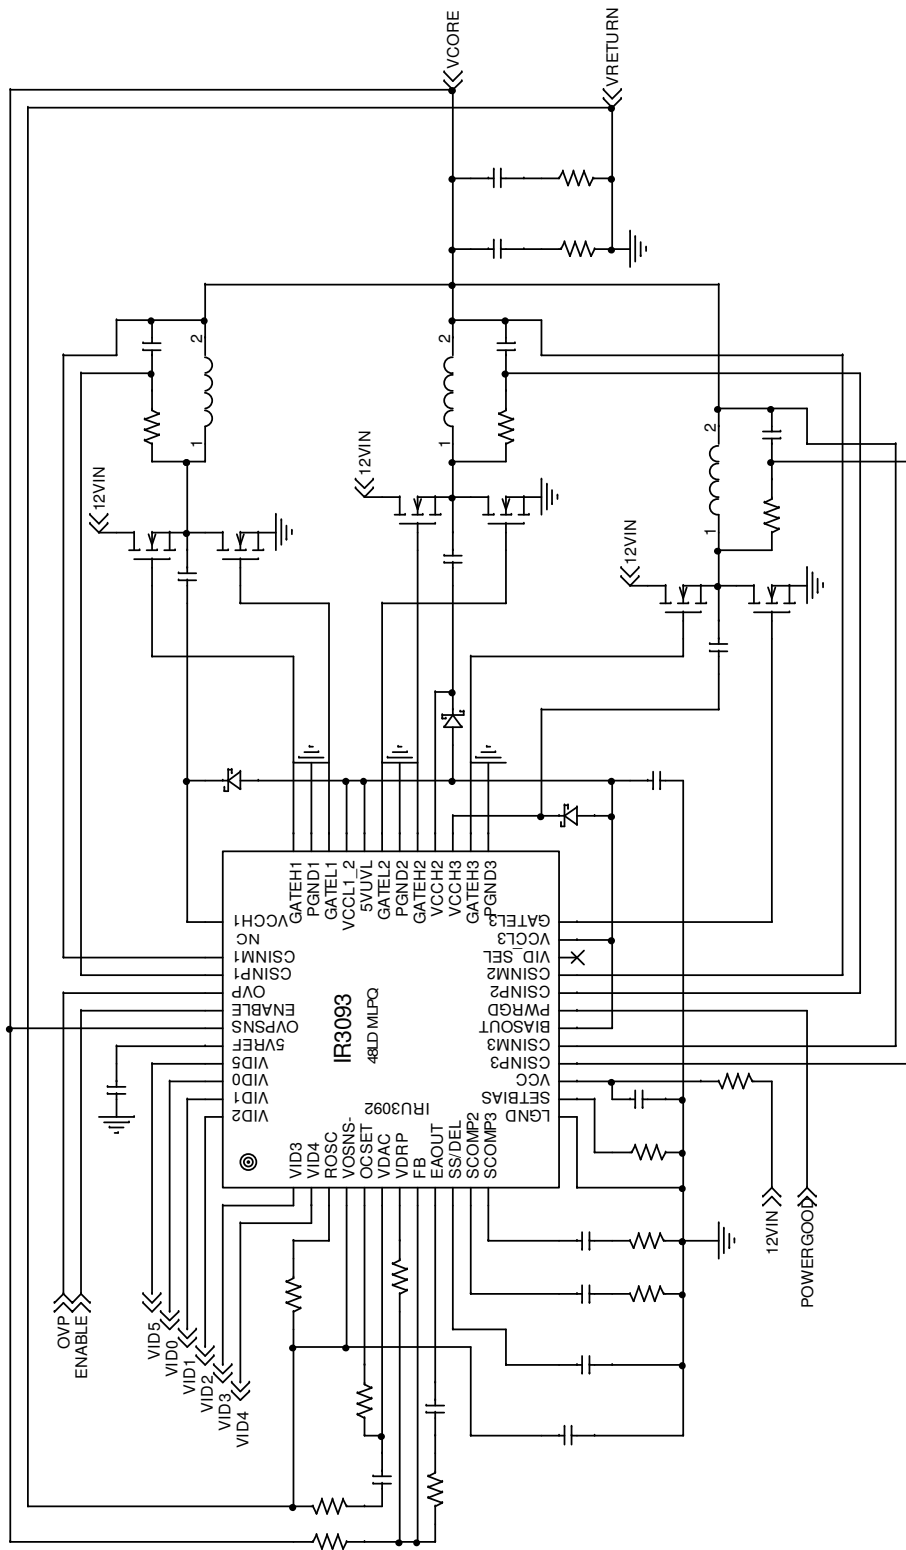 VCORE
VRETURN
2
1
12VIN
2
1
12VIN
2
1
12VIN
GATEH1
PGND1
GATEL1
VCCL1_2
5VUVL
GATEL2
PGND2
GATEH2
VCCH2
VCCH3
GATEH3
PGND3
VCCH1
NC
CSINM1
CSINP1
OVP
ENABLE
OVPSNS
5VREF
VID5
VID0
VID1
VID2
IR3093
48LD MLPQ
IRU3092
GATEL3
VCCL3
VID_SEL
CSINM2
CSINP2
PWRGD
BIASOUT
CSINM3
CSINP3
VCC
SETBIAS
LGND
VID3
VID4
ROSC
VOSNS-
OCSET
VDAC
VDRP
FB
EAOUT
SS/DEL
SCOMP2
SCOMP3
OVP
ENABLE
VID5
VID0
VID1
VID2
VID3
VID4
12VIN
POWERGOOD